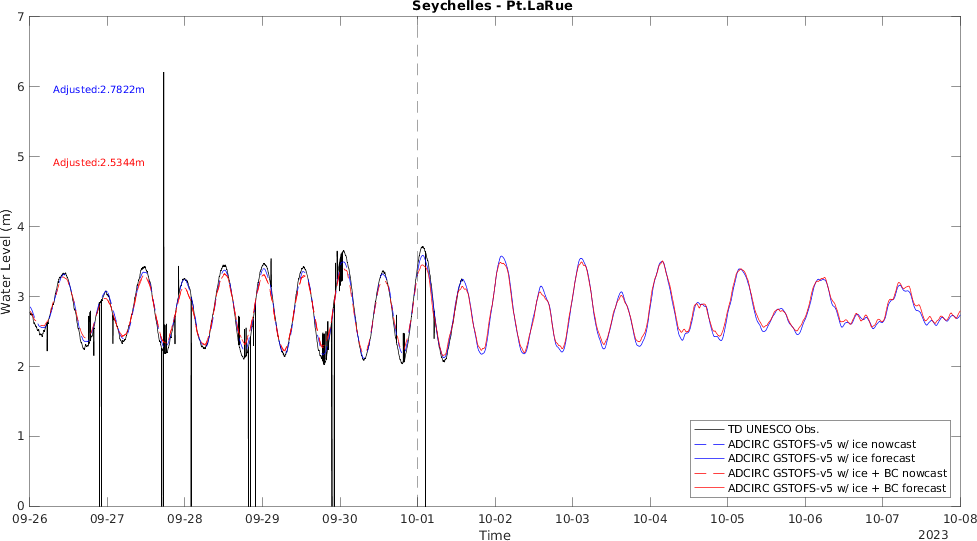 Seychelles - Pt.LaRue
7
6
5
4
3
2
1
0
Water Level (m)
Adjusted:2.7822m
Adjusted:2.5344m
TD UNESCO Obs.
ADCIRC GSTOFS-v5 w/ ice nowcast
ADCIRC GSTOFS-v5 w/ ice forecast
ADCIRC GSTOFS-v5 w/ ice + BC nowcast
ADCIRC GSTOFS-v5 w/ ice + BC forecast
09-26 09-27 09-28 09-29 09-30 10-01 10-02 10-03 10-04 10-05 10-06 10-07 10-08
Time
2023